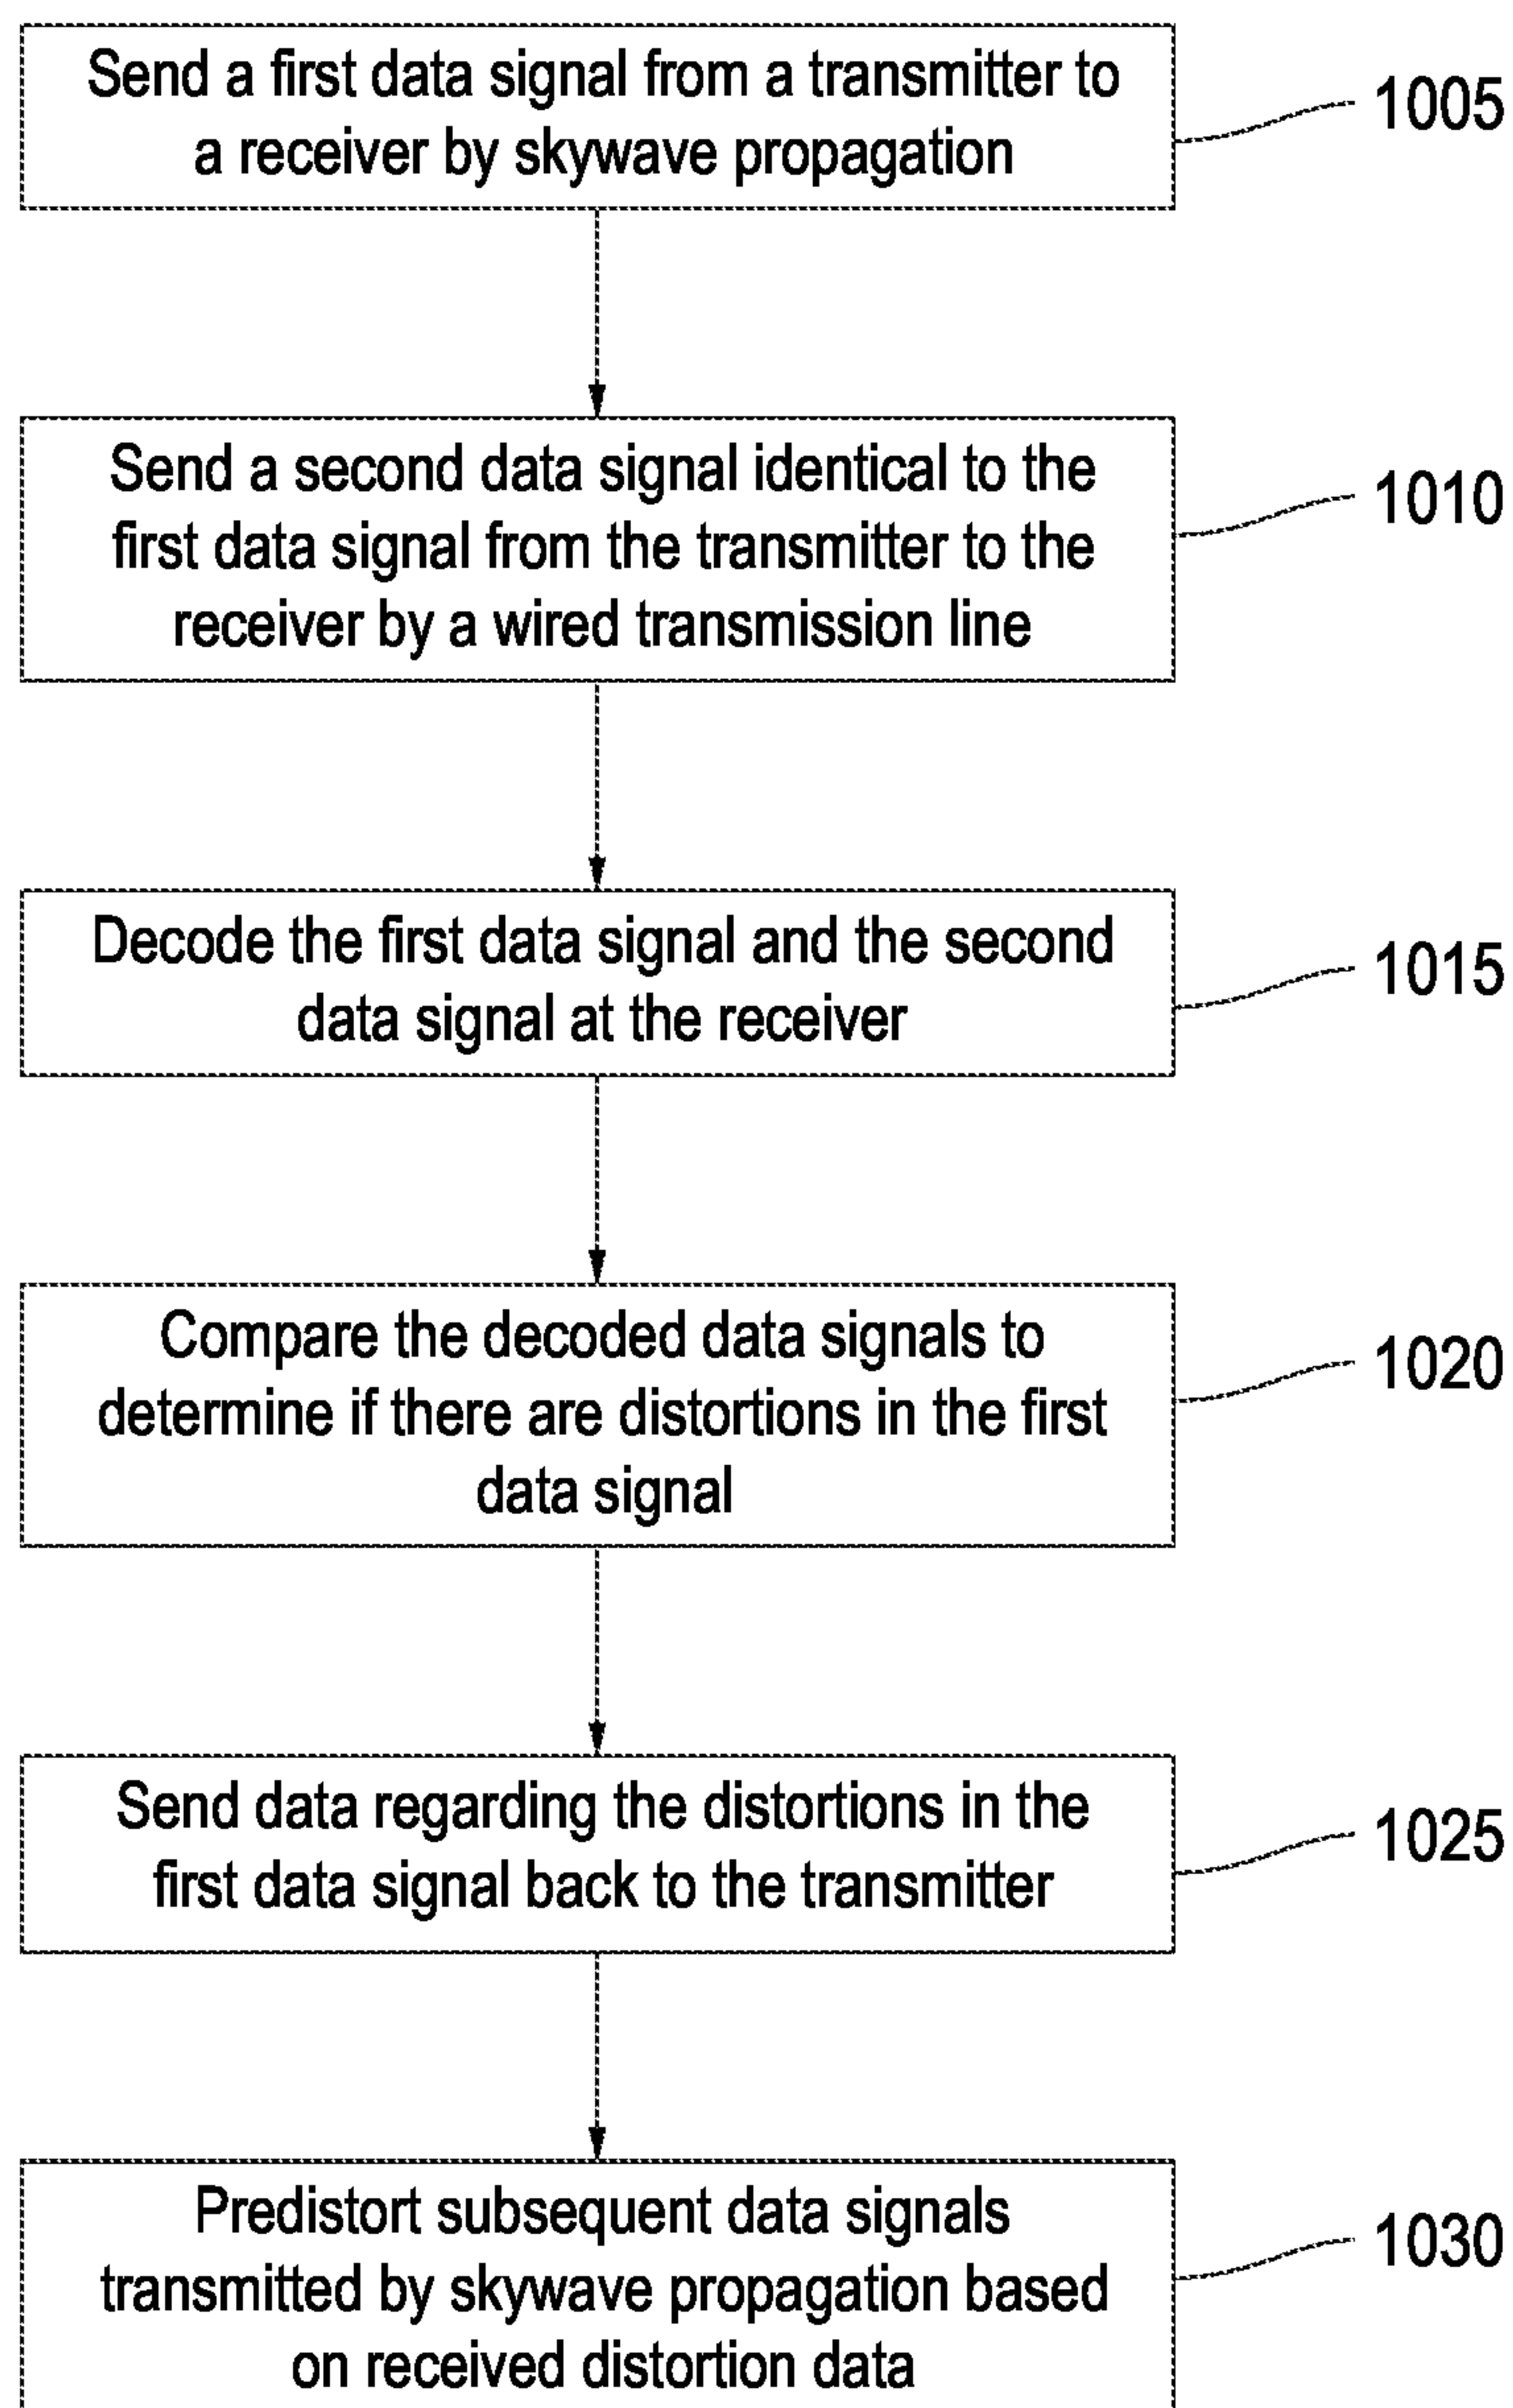 Send a first data signal from a transmitter to
a receiver by skywave propagation
1005
Send a second data signal identical to the
first data signal from the transmitter to the
receiver by a wired transmission line
1010
Decode the first data signal and the second
data signal at the receiver
1015
Compare the decoded data signals to
determine if there are distortions in the first
data signal
1020
Send data regarding the distortions in the
first data signal back to the transmitter
1025
Predistort subsequent data signals
transmitted by skywave propagation based
on received distortion data
1030